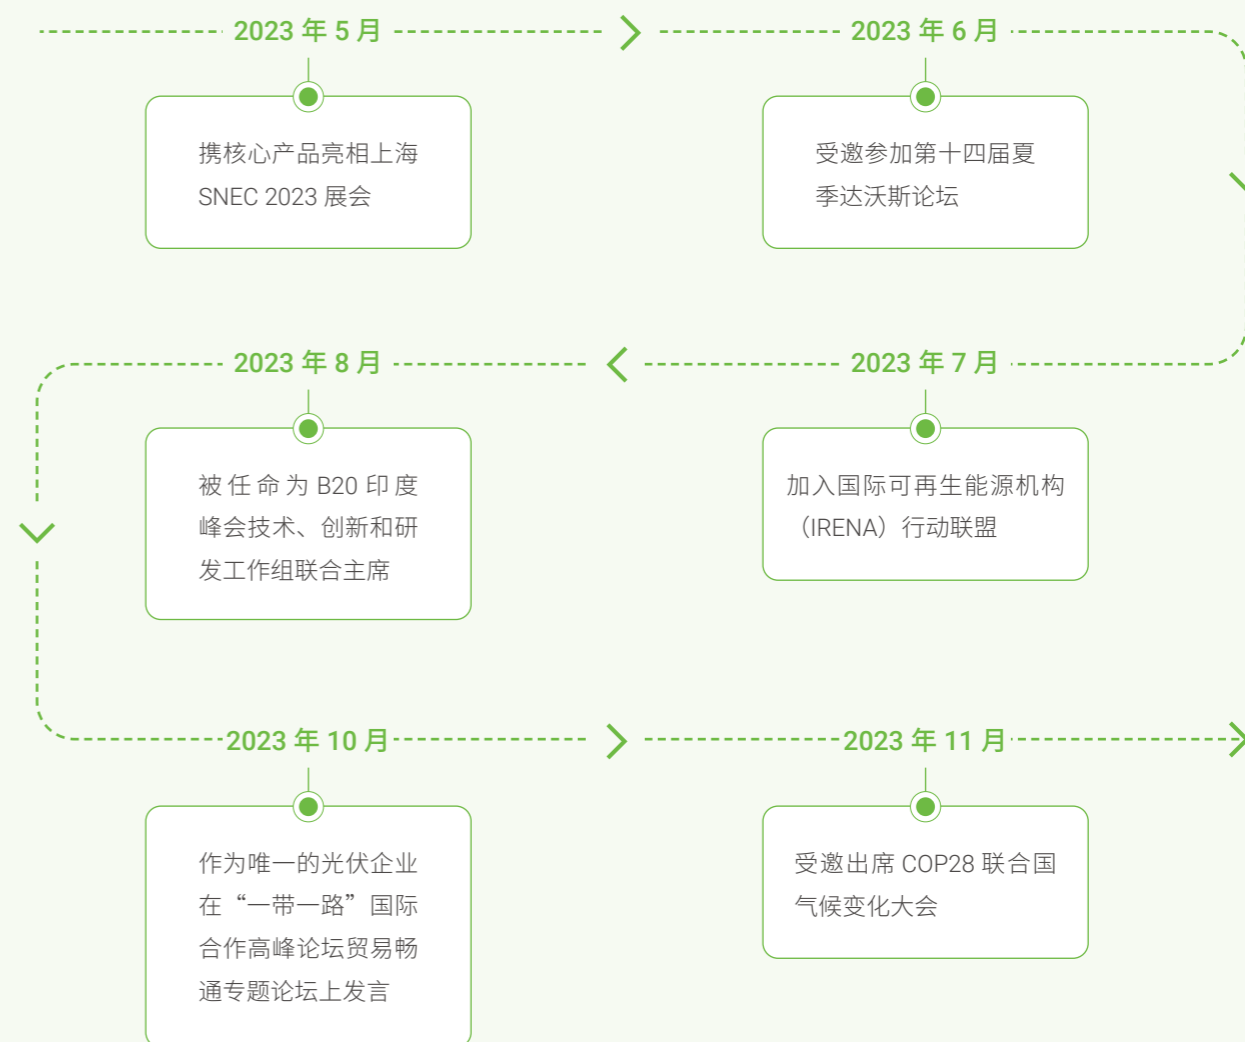 2023 年 5 月
携核心产品亮相上海
SNEC 2023 展会
2023 年 6 月
受邀参加第十四届夏
季达沃斯论坛
2023 年 7 月
加入国际可再生能源机构
（IRENA）行动联盟
2023 年 8 月
被任命为 B20 印度
峰会技术、创新和研
发工作组联合主席
2023 年 10 月
作为唯一的光伏企业
在“一带一路”国际
合作高峰论坛贸易畅
通专题论坛上发言
2023 年 11 月
受邀出席 COP28 联合国
气候变化大会